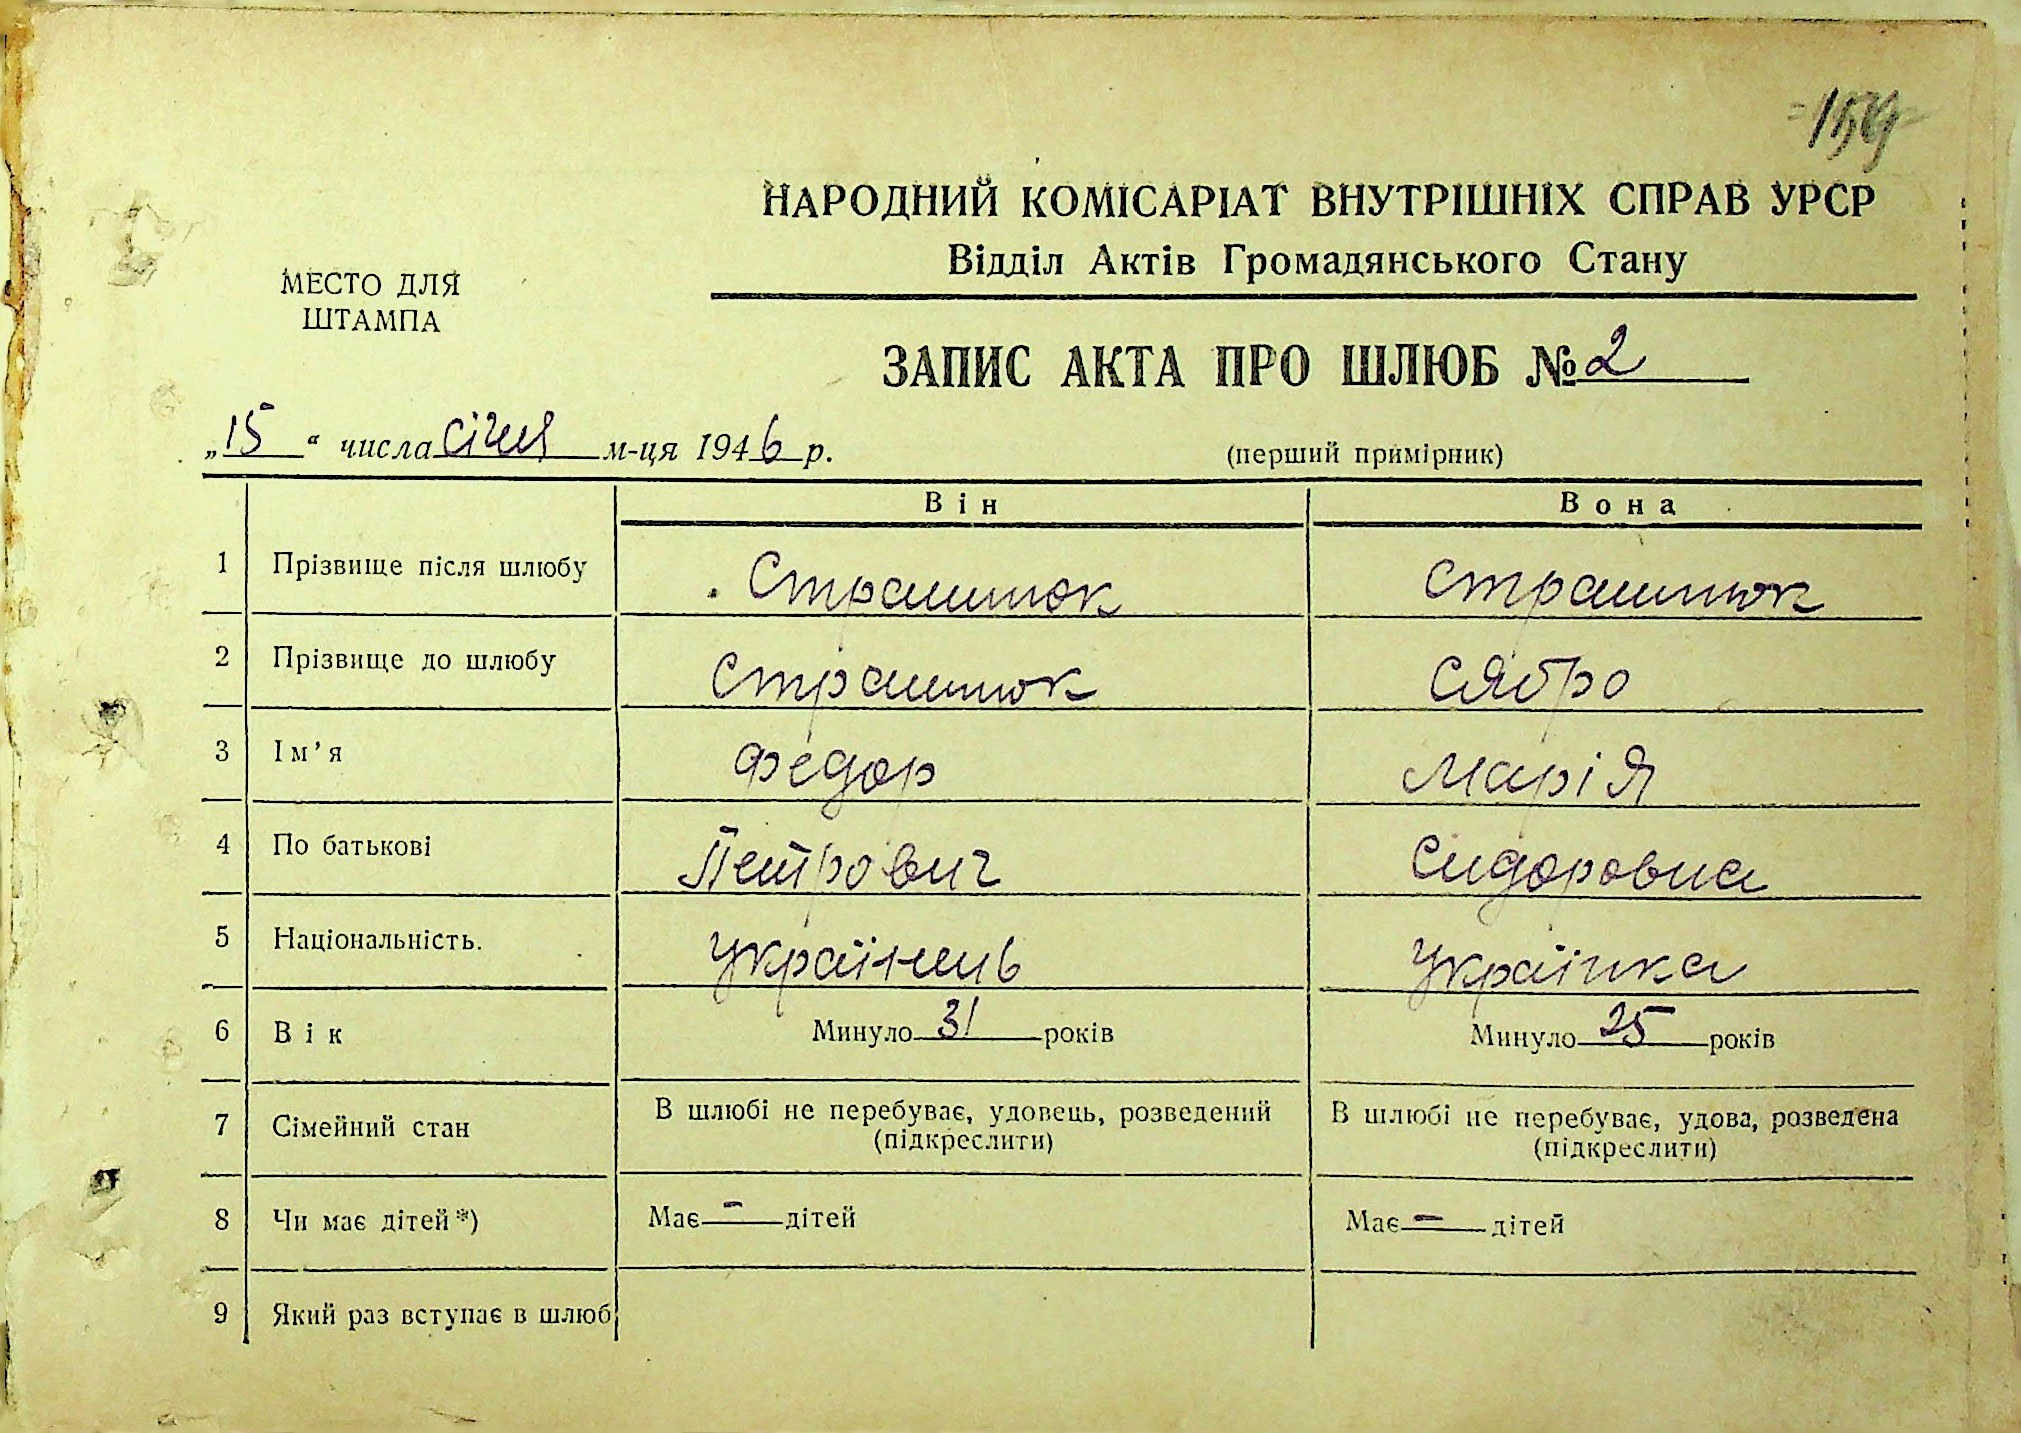 159
НАРОДНИЙ КОМІСАРІАТ ВНУТРІШНІХ СПРАВ УРСР
Відділ Актів Громадянського Стану
МЕСТО ДЛЯ
ШТАМПА
ЗАПИС АКТА ПРО ШЛЮБ № 2
„15“ числа січня м-ця 1946 р.
(перший примірник)
Він Вона
1 Прізвище після шлюбу Страшнюк Страшнюк
2 Прізвище до шлюбу Страшнюк Сябро
3 Ім’я Федор Марія
4 По батькові Петрович Сидоровна
5 Національність. Українець Українка
6 Вік Минуло 31 років Минуло 25 років
7 Сімейний стан В шлюбі не перебуває, удовець, розведений (підкреслити) В шлюбі не перебуває, удова, розведена (підкреслити)
8 Чи має дітей*) Має - дітей Має - дітей
9 Який раз вступає в шлюб